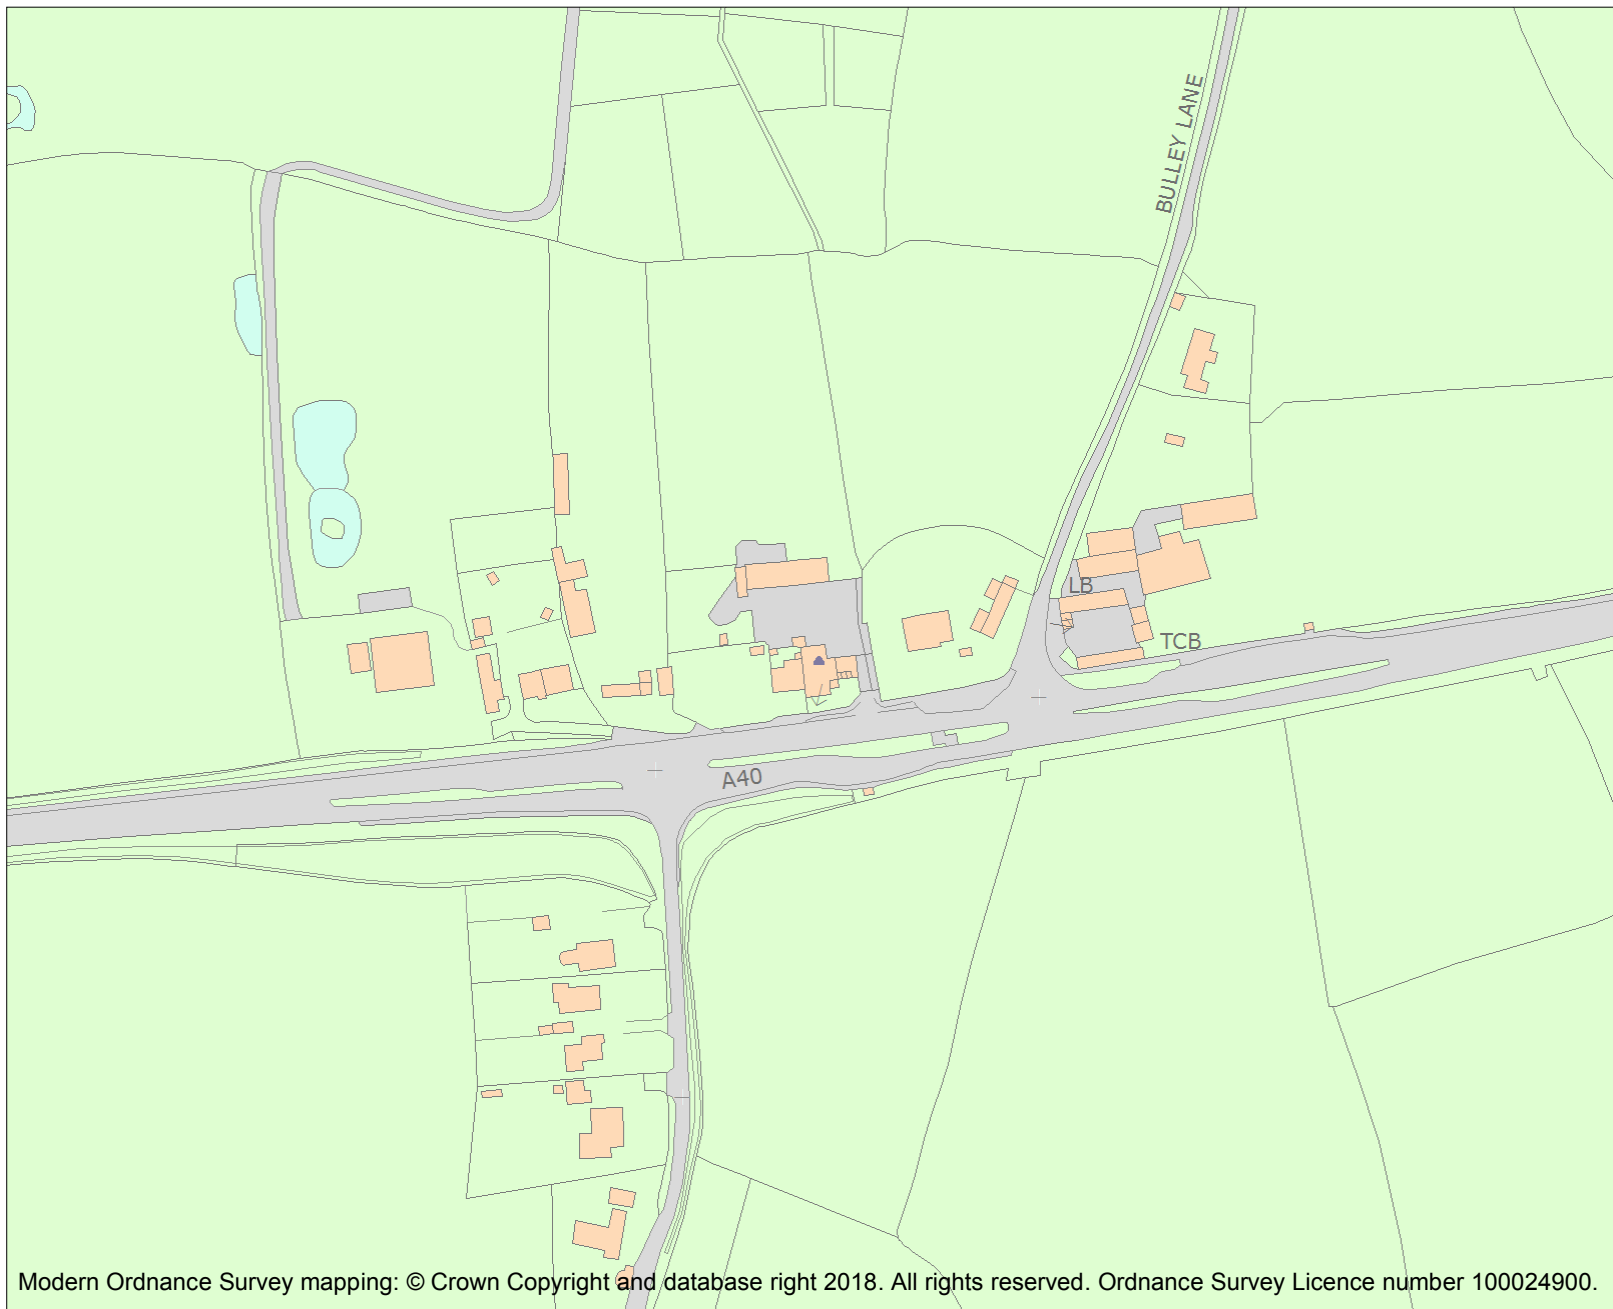 BULLEY LANE
LB
TCB
A40
Modern Ordnance Survey mapping: © Crown Copyright and database right 2018. All rights reserved. Ordnance Survey Licence number 100024900.